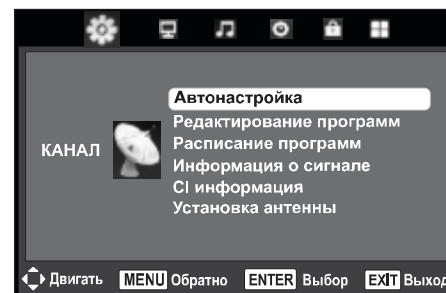 Автонастройка
Редактирование программ
КАНАЛ
Расписание программ
Информация о сигнале
CI информация
Установка антенны
Двигать MENU Обратно ENTER Выбор EXIT Выход